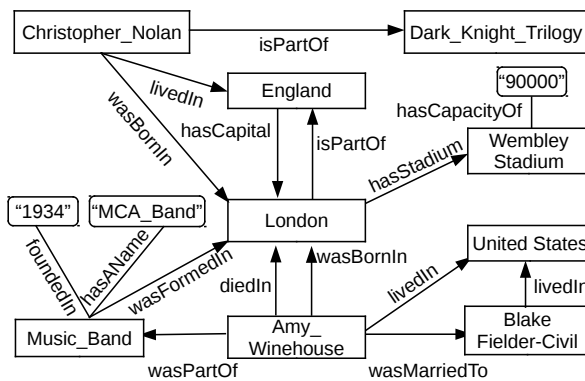 Christopher_Nolan
isPartOf
Dark_Knight_Trilogy
livedIn
England
wasBornIn
hasCapital
isPartOf
“90000”
hasCapacityOf
Wembley
Stadium
hasStadium
London
“1934”
“MCA_Band”
foundedIn
hasAName
wasFormedIn
diedIn
wasBornIn
United States
livedIn
livedIn
Music_Band
wasPartOf
Amy_
Winehouse
wasMarriedTo
Blake
Fielder-Civil